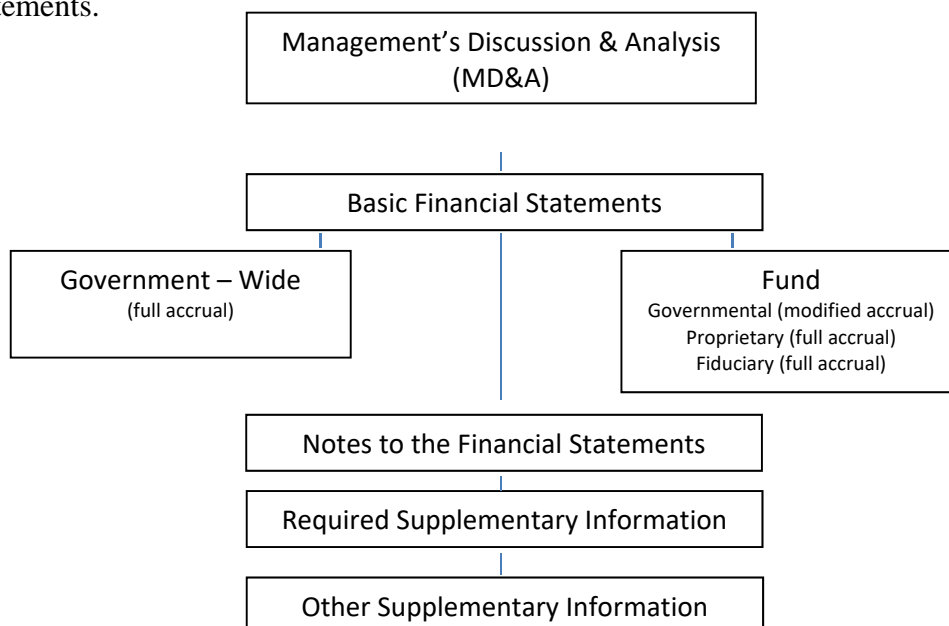 Management’s Discussion & Analysis
(MD&A)
Basic Financial Statements
Government – Wide
(full accrual)
Fund
Governmental (modified accrual)
Proprietary (full accrual)
Fiduciary (full accrual)
Notes to the Financial Statements
Required Supplementary Information
Other Supplementary Information